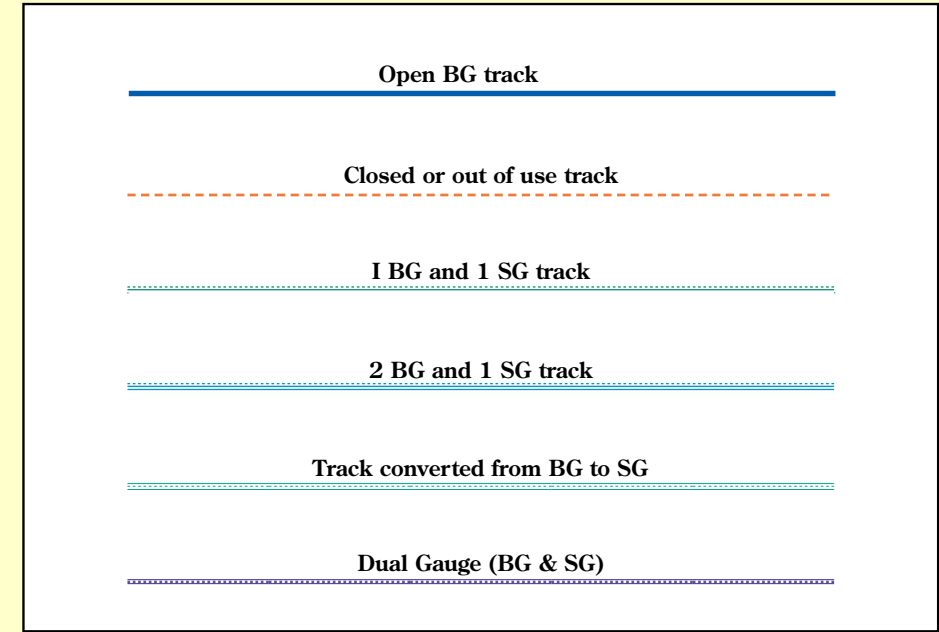 Open BG track
Closed or out of use track
I BG and 1 SG track
2 BG and 1 SG track
Track converted from BG to SG
Dual Gauge (BG & SG)